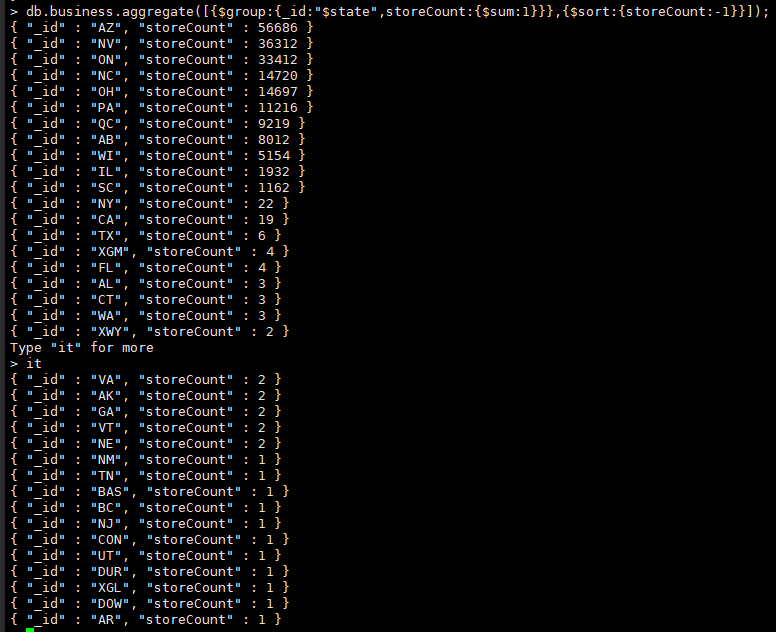 > db.business.aggregate([{$group:{_id:"$state",storeCount:{$sum:1}}},{$sort:{storeCount:-1}}]);
{ "_id" : "AZ", "storeCount" : 56686 }
{ "_id" : "NV", "storeCount" : 36312 }
{ "_id" : "ON", "storeCount" : 33412 }
{ "_id" : "NC", "storeCount" : 14720 }
{ "_id" : "OH", "storeCount" : 14697 }
{ "_id" : "PA", "storeCount" : 11216 }
{ "_id" : "QC", "storeCount" : 9219 }
{ "_id" : "AB", "storeCount" : 8012 }
{ "_id" : "WI", "storeCount" : 5154 }
{ "_id" : "IL", "storeCount" : 1932 }
{ "_id" : "SC", "storeCount" : 1162 }
{ "_id" : "NY", "storeCount" : 22 }
{ "_id" : "CA", "storeCount" : 19 }
{ "_id" : "TX", "storeCount" : 6 }
{ "_id" : "XGM", "storeCount" : 4 }
{ "_id" : "FL", "storeCount" : 4 }
{ "_id" : "AL", "storeCount" : 3 }
{ "_id" : "CT", "storeCount" : 3 }
{ "_id" : "WA", "storeCount" : 3 }
{ "_id" : "XWY", "storeCount" : 2 }
Type "it" for more
> it
{ "_id" : "VA", "storeCount" : 2 }
{ "_id" : "AK", "storeCount" : 2 }
{ "_id" : "GA", "storeCount" : 2 }
{ "_id" : "VT", "storeCount" : 2 }
{ "_id" : "NE", "storeCount" : 2 }
{ "_id" : "NM", "storeCount" : 1 }
{ "_id" : "TN", "storeCount" : 1 }
{ "_id" : "BAS", "storeCount" : 1 }
{ "_id" : "BC", "storeCount" : 1 }
{ "_id" : "NJ", "storeCount" : 1 }
{ "_id" : "CON", "storeCount" : 1 }
{ "_id" : "UT", "storeCount" : 1 }
{ "_id" : "DUR", "storeCount" : 1 }
{ "_id" : "XGL", "storeCount" : 1 }
{ "_id" : "DOW", "storeCount" : 1 }
{ "_id" : "AR", "storeCount" : 1 }